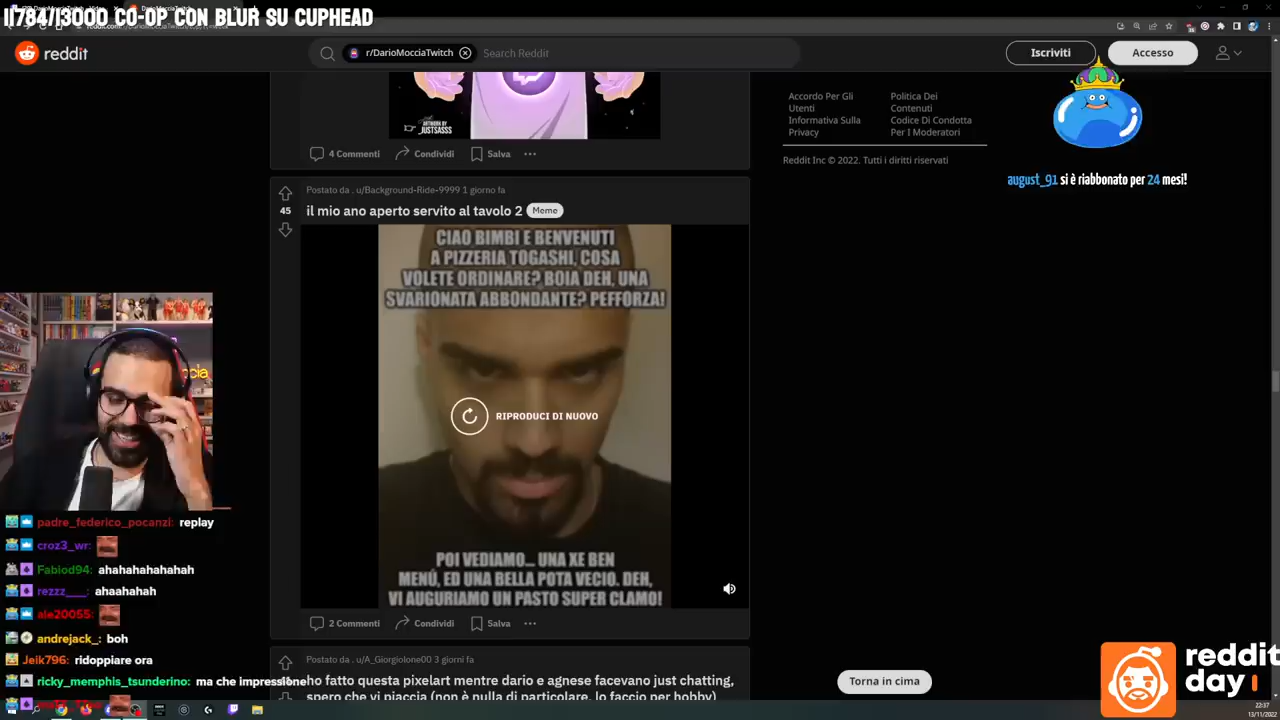 11794/13000 CO-OP CON BLUR SU CUPHEAD
reddit
r/DarioMocciaTwitch
Search Reddit
Iscriviti
Accesso
ARTWORK BY
JUSTSASSS
4 Commenti
Condividi
Salva
Accordo Per Gli
Utenti
Informativa Sulla
Privacy
Politica Dei
Contenuti
Codice Di Condotta
Per I Moderatori
Reddit Inc © 2022. Tutti i diritti riservati
august_91 si è riabbonato per 24 mesi!
Postato da . u/Background-Ride-9999 1 giorno fa
45
il mio ano aperto servito al tavolo 2
Meme
CIAO BIMBI E BENVENUTI
A PIZZERIA TOGASHI, COSA
VOLETE ORDINARE? BOIA DEH, UNA
SVARIONATA ABBONDANTE? PEFFORZA!
RIPRODUCI DI NUOVO
POI VEDIAMO... UNA XE BEN
MENÚ, ED UNA BELLA POTA VECIO. DEH,
VI AUGURIAMO UN PASTO SUPER CLAMO!
2 Commenti
Condividi
Salva
Postato da . u/A_Giorgiolone00 3 giorni fa
ho fatto questa pixelart mentre dario e agnese facevano just chatting,
spero che vi piaccia (non è nulla di particolare, lo faccio per hobby)
padre_federico_pocanzi: replay
croz3_wr:
Fabiod94: ahahahahahahah
rezzz___: ahaahahah
ale20055:
andrejack_: boh
Jeik796: ridoppiare ora
ricky_memphis_tsunderino: ma che impressione
Torna in cima
reddit
day
22:37
13/11/2022